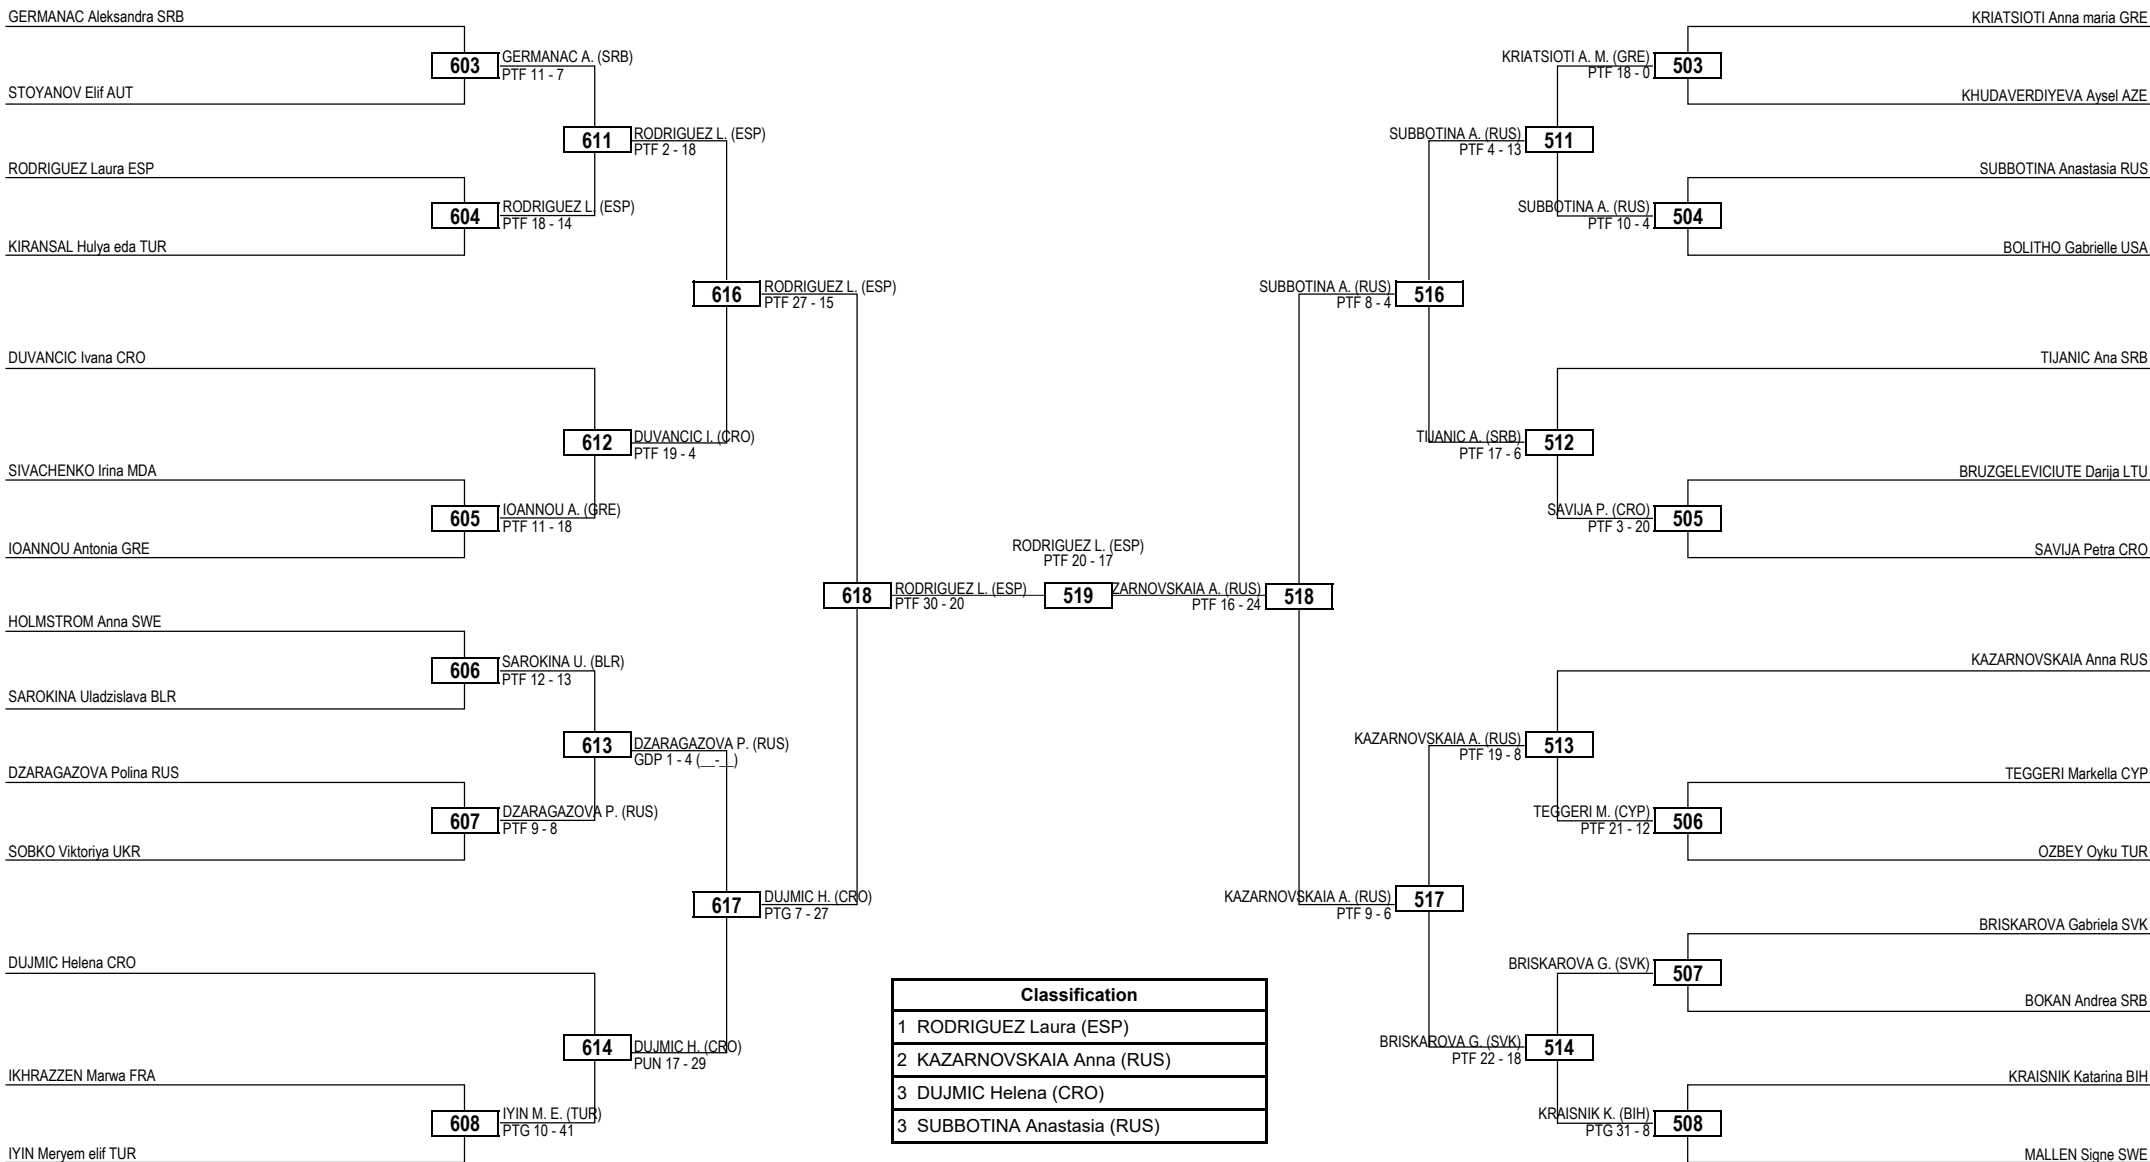 GERMANAC Aleksandra SRB
603
GERMANAC A. (SRB)
PTF 11 - 7
STOYANOV Elif AUT
611
RODRIGUEZ L. (ESP)
PTF 2 - 18
RODRIGUEZ Laura ESP
604
RODRIGUEZ L. (ESP)
PTF 18 - 14
KIRANSAL Hulya eda TUR
616
RODRIGUEZ L. (ESP)
PTF 27 - 15
DUVANCIC Ivana CRO
612
DUVANCIC I. (CRO)
PTF 19 - 4
SIVACHENKO Irina MDA
605
IOANNOU A. (GRE)
PTF 11 - 18
IOANNOU Antonia GRE
618
RODRIGUEZ L. (ESP)
PTF 30 - 20
HOLMSTROM Anna SWE
606
SAROKINA U. (BLR)
PTF 12 - 13
SAROKINA Uladzislava BLR
613
DZARAGAZOVA P. (RUS)
GDP 1 - 4 (__-__)
DZARAGAZOVA Polina RUS
607
DZARAGAZOVA P. (RUS)
PTF 9 - 8
SOBKO Viktoriya UKR
617
DUJMIC H. (CRO)
PTG 7 - 27
DUJMIC Helena CRO
614
DUJMIC H. (CRO)
PUN 17 - 29
IKHRAZZEN Marwa FRA
608
IYIN M. E. (TUR)
PTG 10 - 41
IYIN Meryem elif TUR
RODRIGUEZ L. (ESP)
PTF 20 - 17
519
ZARNOVSKAIA A. (RUS)
PTF 16 - 24
518
KRIATSIOTI Anna maria GRE
KRIATSIOTI A. M. (GRE)
PTF 18 - 0
503
KHUDAVERDIYEVA Aysel AZE
SUBBOTINA A. (RUS)
PTF 4 - 13
511
SUBBOTINA Anastasia RUS
SUBBOTINA A. (RUS)
PTF 10 - 4
504
BOLITHO Gabrielle USA
SUBBOTINA A. (RUS)
PTF 8 - 4
516
TIJANIC Ana SRB
TIJANIC A. (SRB)
PTF 17 - 6
512
BRUZGELEVICIUTE Darija LTU
SAVIJA P. (CRO)
PTF 3 - 20
505
SAVIJA Petra CRO
KAZARNOVSKAIA Anna RUS
KAZARNOVSKAIA A. (RUS)
PTF 19 - 8
513
TEGGERI Markella CYP
TEGGERI M. (CYP)
PTF 21 - 12
506
OZBEY Oyku TUR
KAZARNOVSKAIA A. (RUS)
PTF 9 - 6
517
BRISKAROVA Gabriela SVK
BRISKAROVA G. (SVK)
507
BOKAN Andrea SRB
BRISKAROVA G. (SVK)
PTF 22 - 18
514
KRAISNIK Katarina BIH
KRAISNIK K. (BIH)
PTG 31 - 8
508
MALLEN Signe SWE
Classification
1 RODRIGUEZ Laura (ESP)
2 KAZARNOVSKAIA Anna (RUS)
3 DUJMIC Helena (CRO)
3 SUBBOTINA Anastasia (RUS)